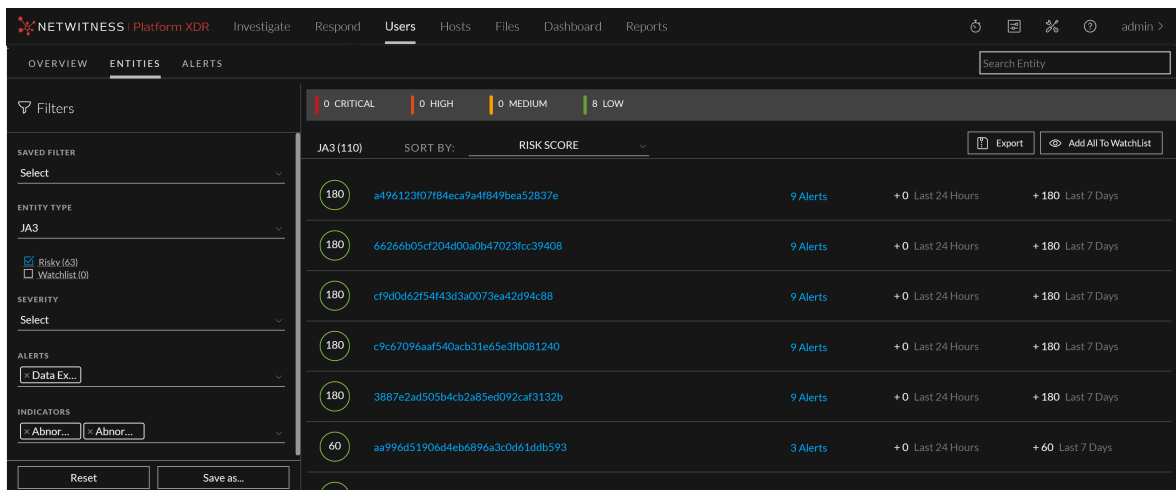 NETWITNESS | Platform XDR Investigate Respond Users Hosts Files Dashboard Reports admin >
OVERVIEW ENTITIES ALERTS Search Entity
Filters
SAVED FILTER
Select
ENTITY TYPE
JA3
Risky (63)
Watchlist (0)
SEVERITY
Select
ALERTS
× Data Ex...
INDICATORS
× Abnor... × Abnor...
Reset Save as...
0 CRITICAL 0 HIGH 0 MEDIUM 8 LOW
JA3 (110) SORT BY: RISK SCORE Export Add All To WatchList
180 a496123f07f84eca9a4f849bea52837e 9 Alerts + 0 Last 24 Hours + 180 Last 7 Days
180 66266b05cf204d00a0b47023fcc39408 9 Alerts + 0 Last 24 Hours + 180 Last 7 Days
180 cf9d0d62f54f43d3a0073ea42d94c88 9 Alerts + 0 Last 24 Hours + 180 Last 7 Days
180 c9c67096aaf540acb31e65e3fb081240 9 Alerts + 0 Last 24 Hours + 180 Last 7 Days
180 3887e2ad505b4cb2a85ed092caf3132b 9 Alerts + 0 Last 24 Hours + 180 Last 7 Days
60 aa996d51906d4eb6896a3c0d61ddb593 3 Alerts + 0 Last 24 Hours + 60 Last 7 Days